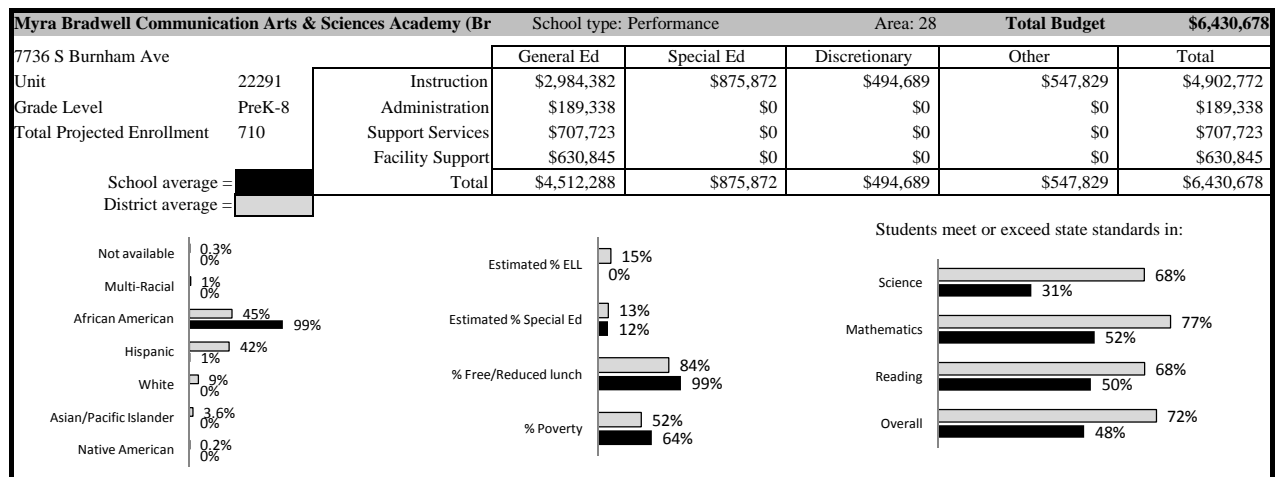 Myra Bradwell Communication Arts & Sciences Academy (Br School type: Performance Area: 28 Total Budget $6,430,678
7736 S Burnham Ave General Ed Special Ed Discretionary Other Total
Unit 22291 Instruction $2,984,382 $875,872 $494,689 $547,829 $4,902,772
Grade Level PreK-8 Administration $189,338 $0 $0 $0 $189,338
Total Projected Enrollment 710 Support Services $707,723 $0 $0 $0 $707,723
Facility Support $630,845 $0 $0 $0 $630,845
School average = Total $4,512,288 $875,872 $494,689 $547,829 $6,430,678
District average =
Not available 0.3%
0%
Multi-Racial 1%
0%
African American 45%
99%
Hispanic 42%
1%
White 9%
0%
Asian/Pacific Islander 3.6%
0%
Native American 0.2%
0%
Estimated % ELL 15%
0%
Estimated % Special Ed 13%
12%
% Free/Reduced lunch 84%
99%
% Poverty 52%
64%
Students meet or exceed state standards in:
Science 68%
31%
Mathematics 77%
52%
Reading 68%
50%
Overall 72%
48%